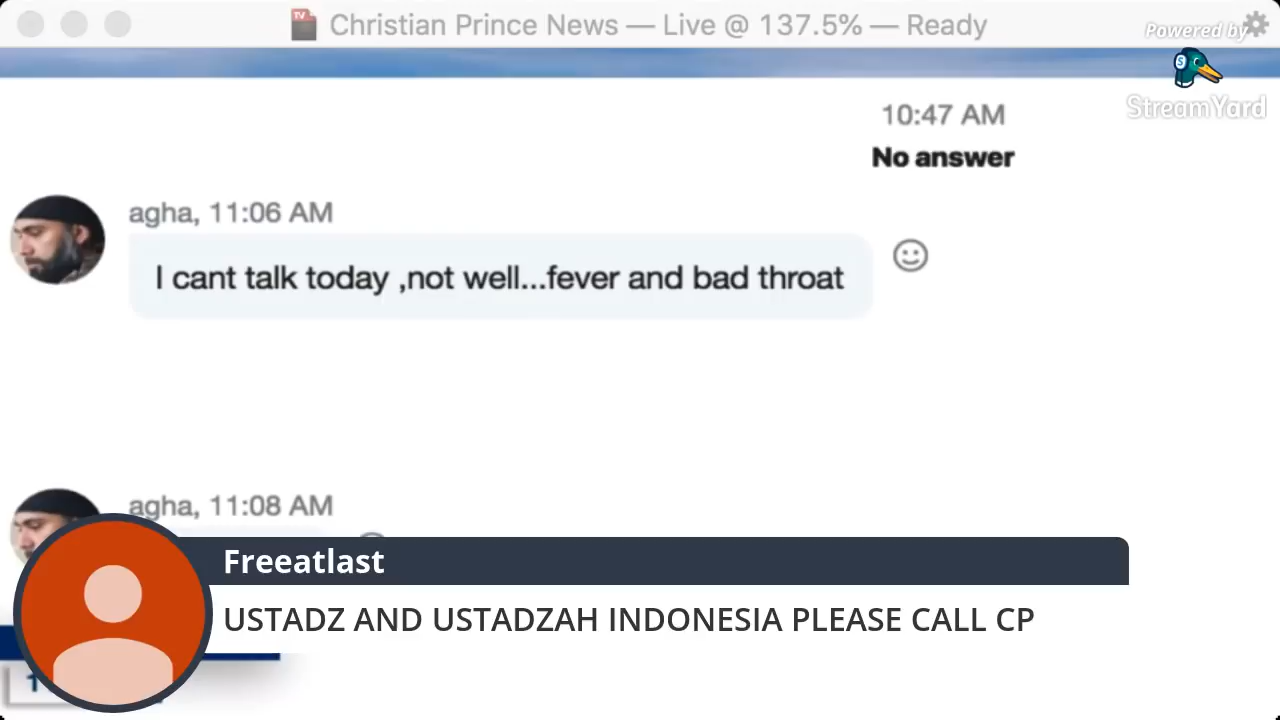 Christian Prince News — Live @ 137.5% — Ready
Powered by
StreamYard
10:47 AM
No answer
agha, 11:06 AM
I cant talk today ,not well...fever and bad throat
agha, 11:08 AM
Freeatlast
USTADZ AND USTADZAH INDONESIA PLEASE CALL CP